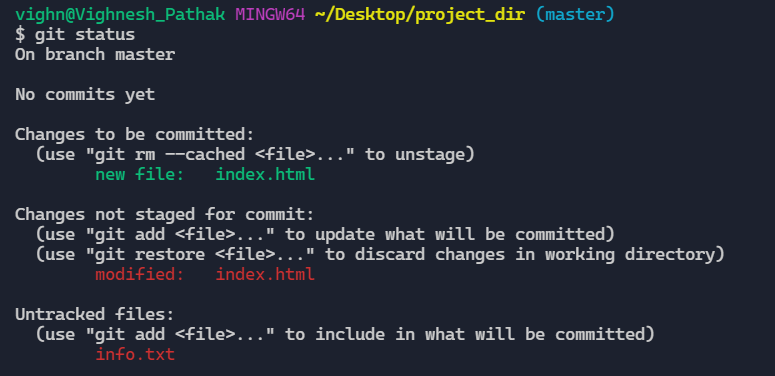 vighn@Vighnesh_Pathak MINGW64 ~/Desktop/project_dir (master)
$ git status
On branch master
No commits yet
Changes to be committed:
(use "git rm --cached <file>..." to unstage)
new file: index.html
Changes not staged for commit:
(use "git add <file>..." to update what will be committed)
(use "git restore <file>..." to discard changes in working directory)
modified: index.html
Untracked files:
(use "git add <file>..." to include in what will be committed)
info.txt